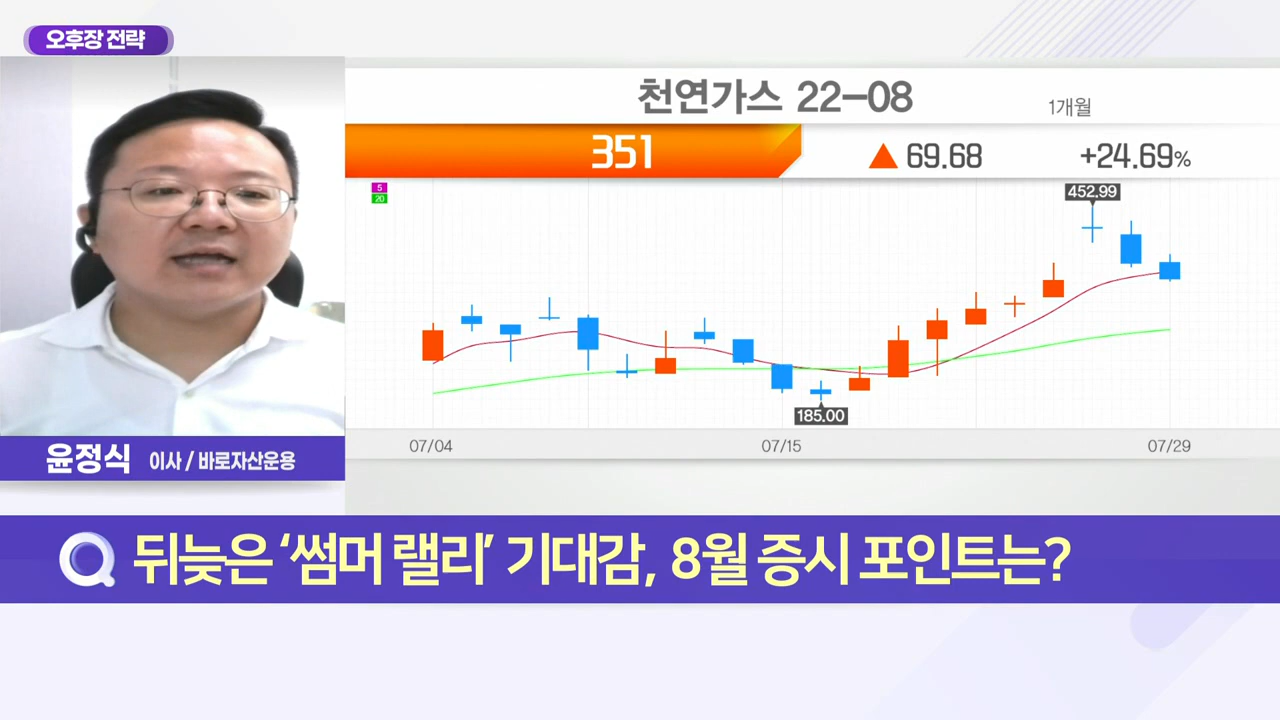 오후장 전략
천연가스 22-08
1개월
351
▲ 69.68
+24.69%
5
20
452.99
185.00
07/04
07/15
07/29
윤정식 이사 / 바로자산운용
Q 뒤늦은 ‘썸머 랠리’ 기대감, 8월 증시 포인트는?